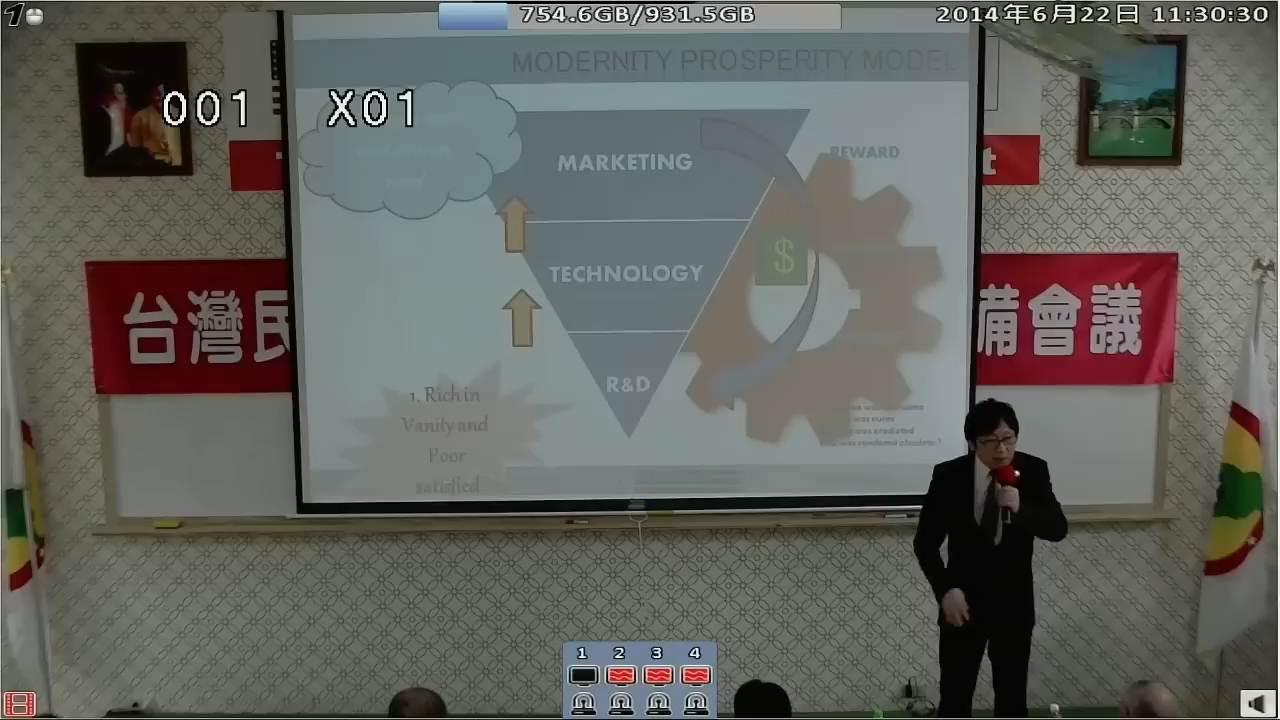 754.6GB/931.5GB
2014年6月22日 11:30:30
MODERNITY PROSPERITY MODEL
001 X01
MARKETING
REWARD
t
TECHNOLOGY
$
台灣民
備會議
R&D
1. Rich in
Vanity and
Poor
satisfied
1 2 3 4